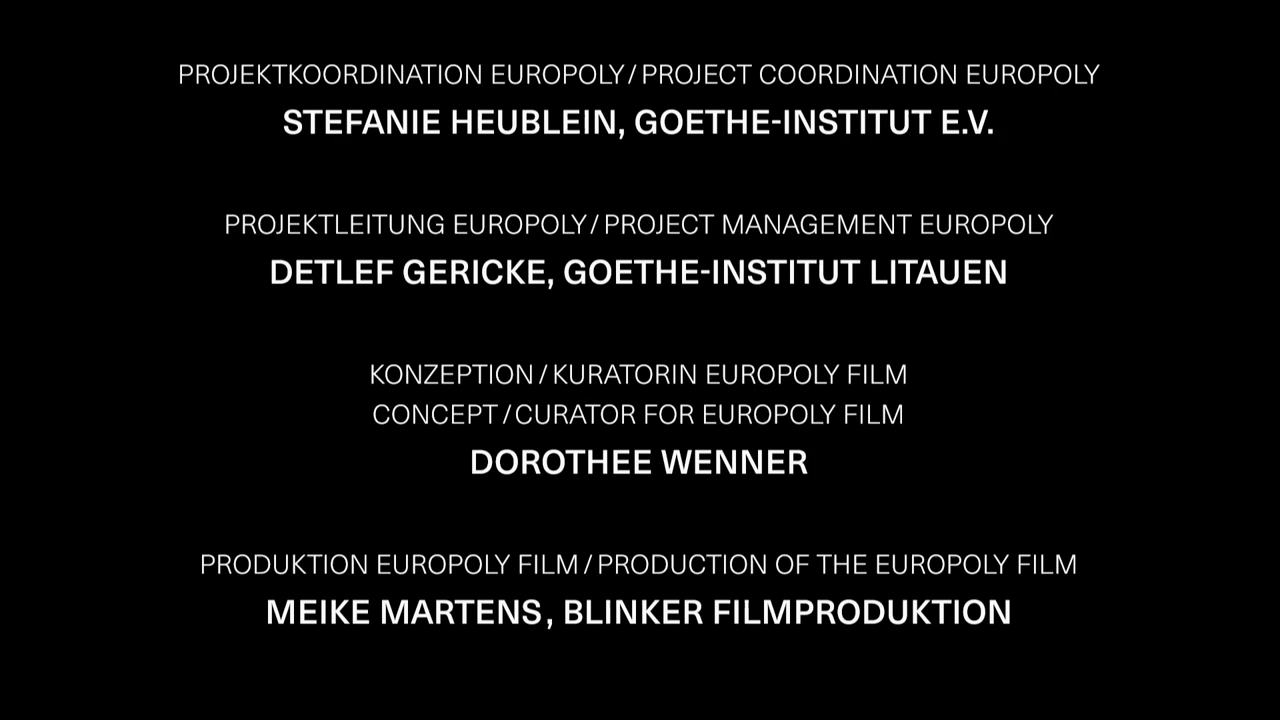 PROJEKTKOORDINATION EUROPOLY / PROJECT COORDINATION EUROPOLY
STEFANIE HEUBLEIN, GOETHE-INSTITUT E.V.
PROJEKTLEITUNG EUROPOLY / PROJECT MANAGEMENT EUROPOLY
DETLEF GERICKE, GOETHE-INSTITUT LITAUEN
KONZEPTION / KURATORIN EUROPOLY FILM
CONCEPT / CURATOR FOR EUROPOLY FILM
DOROTHEE WENNER
PRODUKTION EUROPOLY FILM / PRODUCTION OF THE EUROPOLY FILM
MEIKE MARTENS, BLINKER FILMPRODUKTION